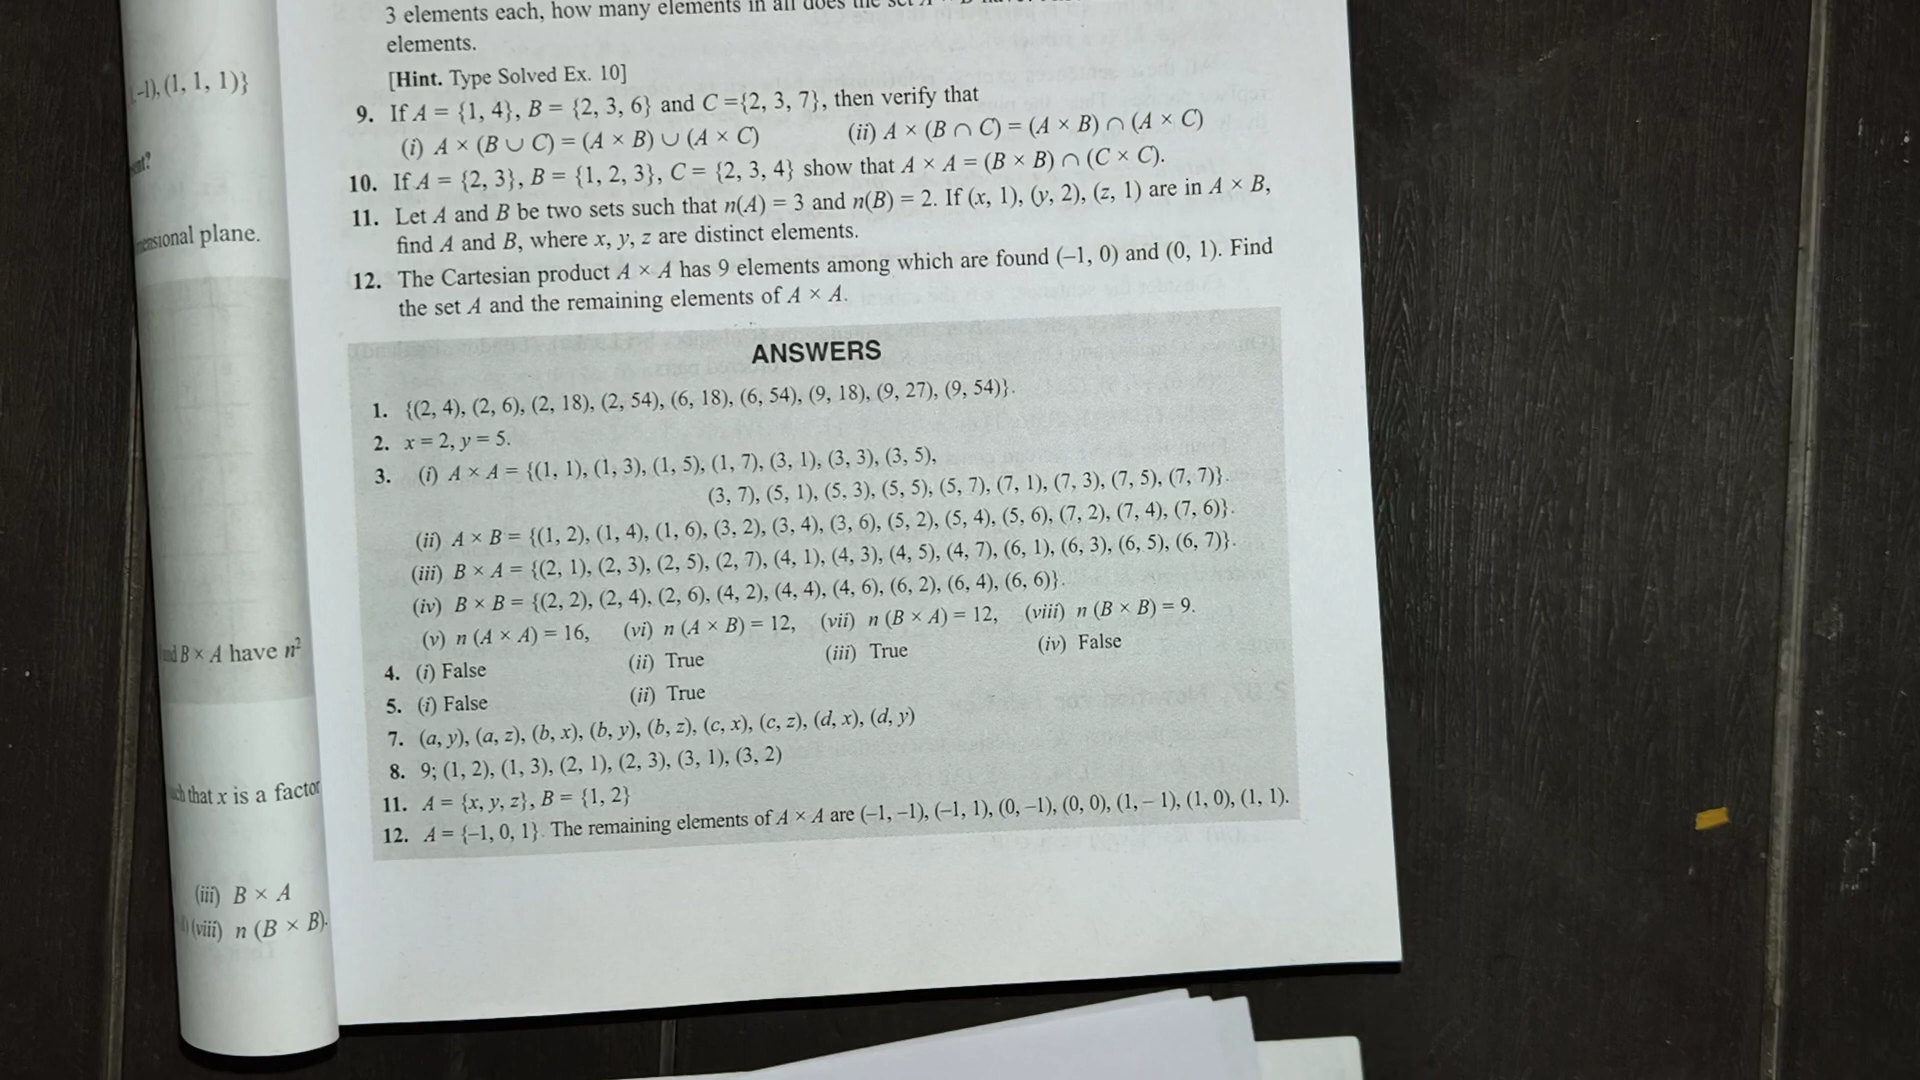 -1), (1, 1, 1)}
ent?
mensional plane.
and B × A have n²
such that x is a factor
(iii) B × A
(viii) n (B × B).
3 elements each, how many elements in all does the set A
elements.
[Hint. Type Solved Ex. 10]
9. If A = {1, 4}, B = {2, 3, 6} and C ={2, 3, 7}, then verify that
(i) A × (B ∪ C) = (A × B) ∪ (A × C) (ii) A × (B ∩ C) = (A × B) ∩ (A × C)
10. If A = {2, 3}, B = {1, 2, 3}, C = {2, 3, 4} show that A × A = (B × B) ∩ (C × C).
11. Let A and B be two sets such that n(A) = 3 and n(B) = 2. If (x, 1), (y, 2), (z, 1) are in A × B,
find A and B, where x, y, z are distinct elements.
12. The Cartesian product A × A has 9 elements among which are found (–1, 0) and (0, 1). Find
the set A and the remaining elements of A × A.
ANSWERS
1. {(2, 4), (2, 6), (2, 18), (2, 54), (6, 18), (6, 54), (9, 18), (9, 27), (9, 54)}.
2. x = 2, y = 5.
3. (i) A × A = {(1, 1), (1, 3), (1, 5), (1, 7), (3, 1), (3, 3), (3, 5),
(3, 7), (5, 1), (5, 3), (5, 5), (5, 7), (7, 1), (7, 3), (7, 5), (7, 7)}.
(ii) A × B = {(1, 2), (1, 4), (1, 6), (3, 2), (3, 4), (3, 6), (5, 2), (5, 4), (5, 6), (7, 2), (7, 4), (7, 6)}.
(iii) B × A = {(2, 1), (2, 3), (2, 5), (2, 7), (4, 1), (4, 3), (4, 5), (4, 7), (6, 1), (6, 3), (6, 5), (6, 7)}.
(iv) B × B = {(2, 2), (2, 4), (2, 6), (4, 2), (4, 4), (4, 6), (6, 2), (6, 4), (6, 6)}.
(v) n (A × A) = 16, (vi) n (A × B) = 12, (vii) n (B × A) = 12, (viii) n (B × B) = 9.
4. (i) False (ii) True (iii) True (iv) False
5. (i) False (ii) True
7. (a, y), (a, z), (b, x), (b, y), (b, z), (c, x), (c, z), (d, x), (d, y)
8. 9; (1, 2), (1, 3), (2, 1), (2, 3), (3, 1), (3, 2)
11. A = {x, y, z}, B = {1, 2}
12. A = {–1, 0, 1}. The remaining elements of A × A are (–1, –1), (–1, 1), (0, –1), (0, 0), (1, – 1), (1, 0), (1, 1).